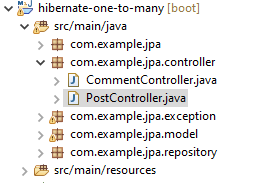 hibernate-one-to-many [boot]
src/main/java
com.example.jpa
com.example.jpa.controller
CommentController.java
PostController.java
com.example.jpa.exception
com.example.jpa.model
com.example.jpa.repository
src/main/resources